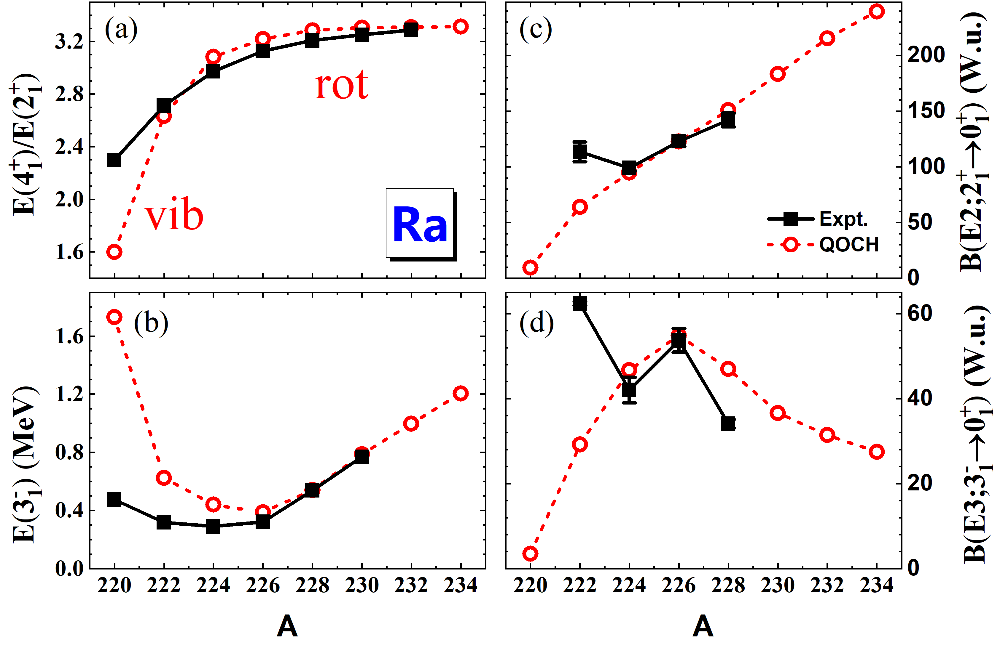 (a)
E(4₁⁺)/E(2₁⁺)
3.2
2.8
2.4
2.0
1.6
rot
vib
Ra
(c)
B(E2;2₁⁺→0₁⁺) (W.u.)
200
150
100
50
0
Expt.
QOCH
(b)
E(3₁⁻) (MeV)
1.6
1.2
0.8
0.4
0.0
220 222 224 226 228 230 232 234
A
(d)
B(E3;3₁⁻→0₁⁺) (W.u.)
60
40
20
0
220 222 224 226 228 230 232 234
A